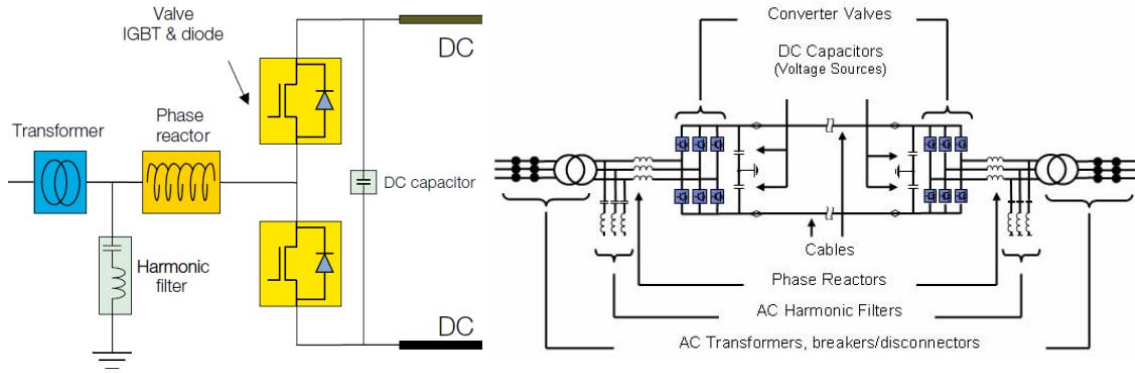 Valve
IGBT & diode
DC
Transformer
Phase
reactor
DC capacitor
Harmonic
filter
DC
Converter Valves
DC Capacitors
(Voltage Sources)
Cables
Phase Reactors
AC Harmonic Filters
AC Transformers, breakers/disconnectors